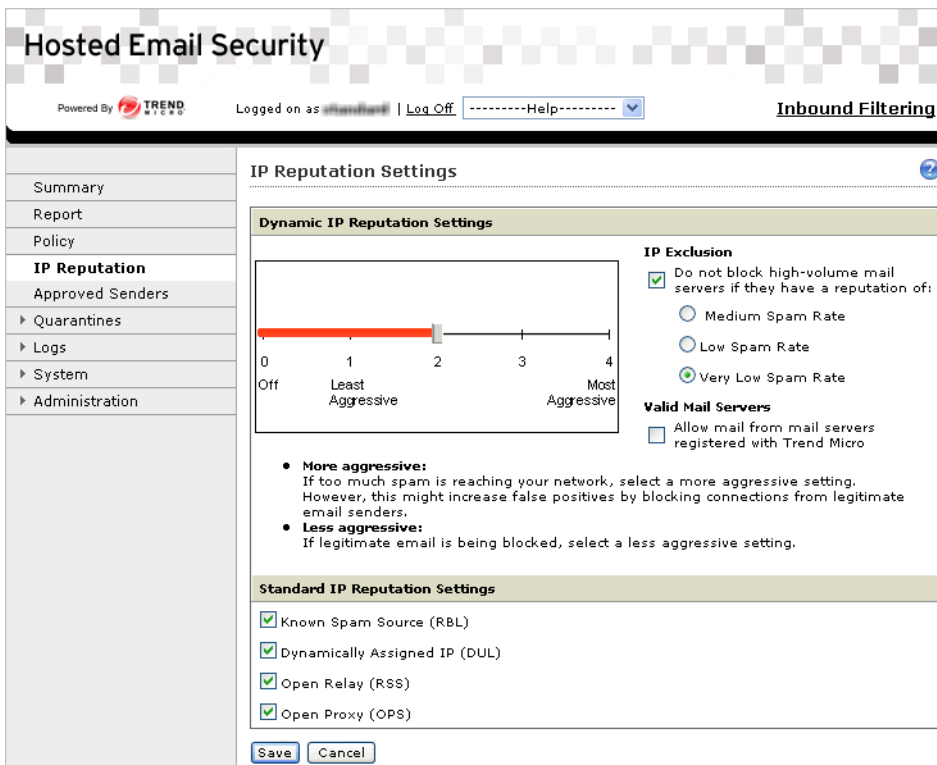 Hosted Email Security
Powered By TREND MICRO
Logged on as | Log Off ---------Help---------
Inbound Filtering
Summary
Report
Policy
IP Reputation
Approved Senders
Quarantines
Logs
System
Administration
IP Reputation Settings
?
Dynamic IP Reputation Settings
0 1 2 3 4
Off Least Aggressive Most Aggressive
IP Exclusion
Do not block high-volume mail
servers if they have a reputation of:
Medium Spam Rate
Low Spam Rate
Very Low Spam Rate
Valid Mail Servers
Allow mail from mail servers
registered with Trend Micro
• More aggressive:
If too much spam is reaching your network, select a more aggressive setting.
However, this might increase false positives by blocking connections from legitimate
email senders.
• Less aggressive:
If legitimate email is being blocked, select a less aggressive setting.
Standard IP Reputation Settings
Known Spam Source (RBL)
Dynamically Assigned IP (DUL)
Open Relay (RSS)
Open Proxy (OPS)
Save Cancel